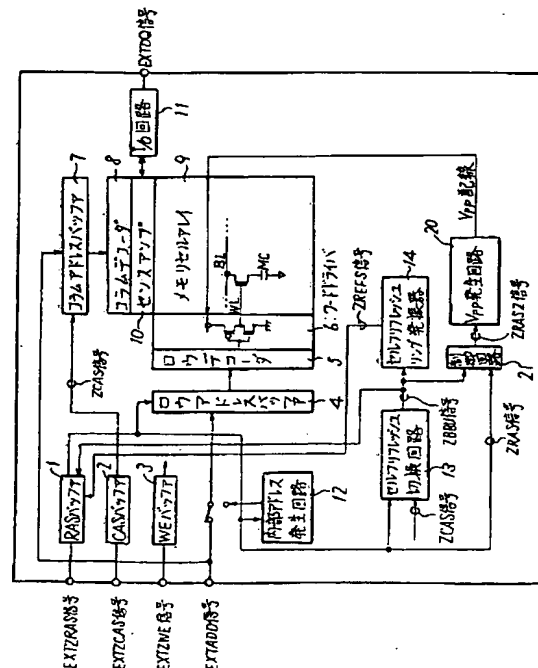 EXTZRAS信号
EXTZCAS信号
EXTZWE信号
EXTADD信号
1
RASバッファ
2
CASバッファ
3
WEバッファ
ZCAS信号
7
コラムアドレスバッファ
8
コラムデコーダ
10
センスアンプ
9
メモリセルアレイ
BL
WL
MC
I/O回路
11
EXTDQ信号
6:ワードドライバ
ロウデコーダ
5
ロウアドレスバッファ
4
内部アドレス
発生回路
12
ZREFS信号
セルフリフレッシュ
リング発振器
14
セルフリフレッシュ
切換回路
13
ZCAS信号
ZBBU信号
制御回路
21
ZRAS信号
ZRASZ信号
Vpp発生回路
20
Vpp配線